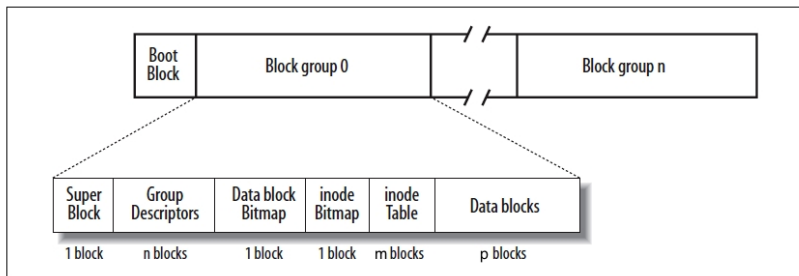 Boot
Block
Block group 0
Block group n
Super
Block
Group
Descriptors
Data block
Bitmap
inode
Bitmap
inode
Table
Data blocks
1 block
n blocks
1 block
1 block
m blocks
p blocks